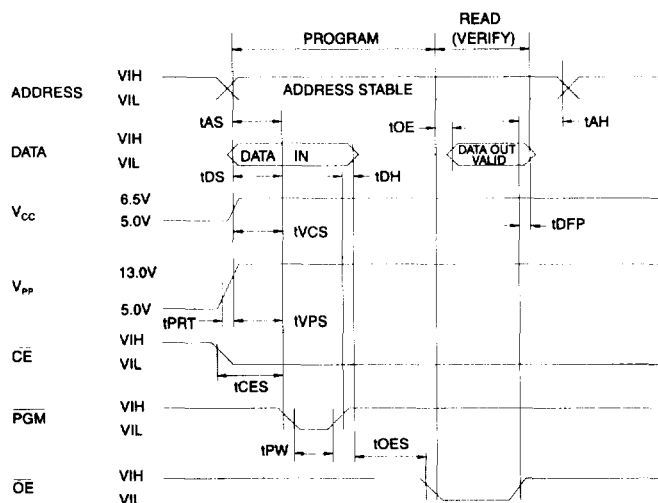 READ
PROGRAM (VERIFY)
ADDRESS VIH
VIL ADDRESS STABLE
tAS tOE tAH
DATA VIH
VIL DATA IN DATA OUT VALID
tDS tDH
VCC 6.5V
5.0V tVCS tDFP
VPP 13.0V
5.0V
tPRT tVPS
CE VIH
VIL
tCES
PGM VIH
VIL
tPW tOES
OE VIH
VIL